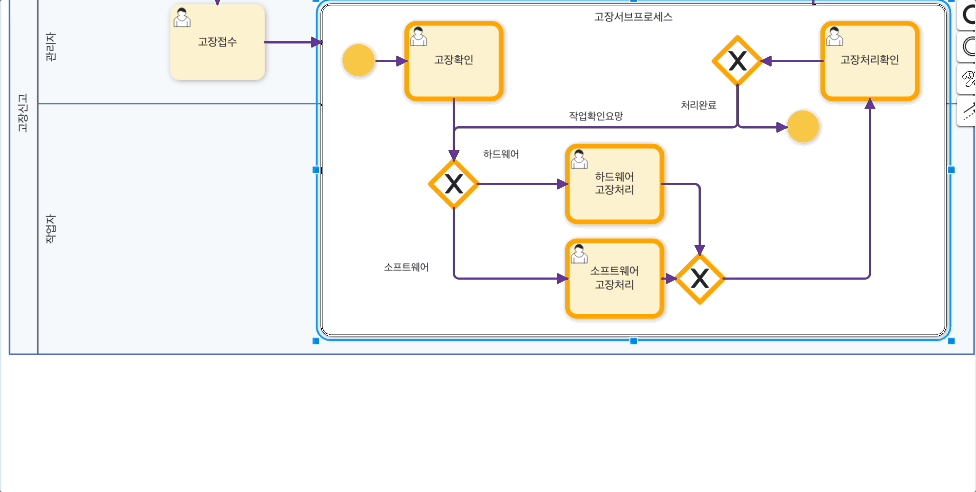 고장신고
관리자
작업자
고장접수
고장서브프로세스
고장확인
고장처리확인
처리완료
작업확인요망
하드웨어
하드웨어
고장처리
소프트웨어
소프트웨어
고장처리